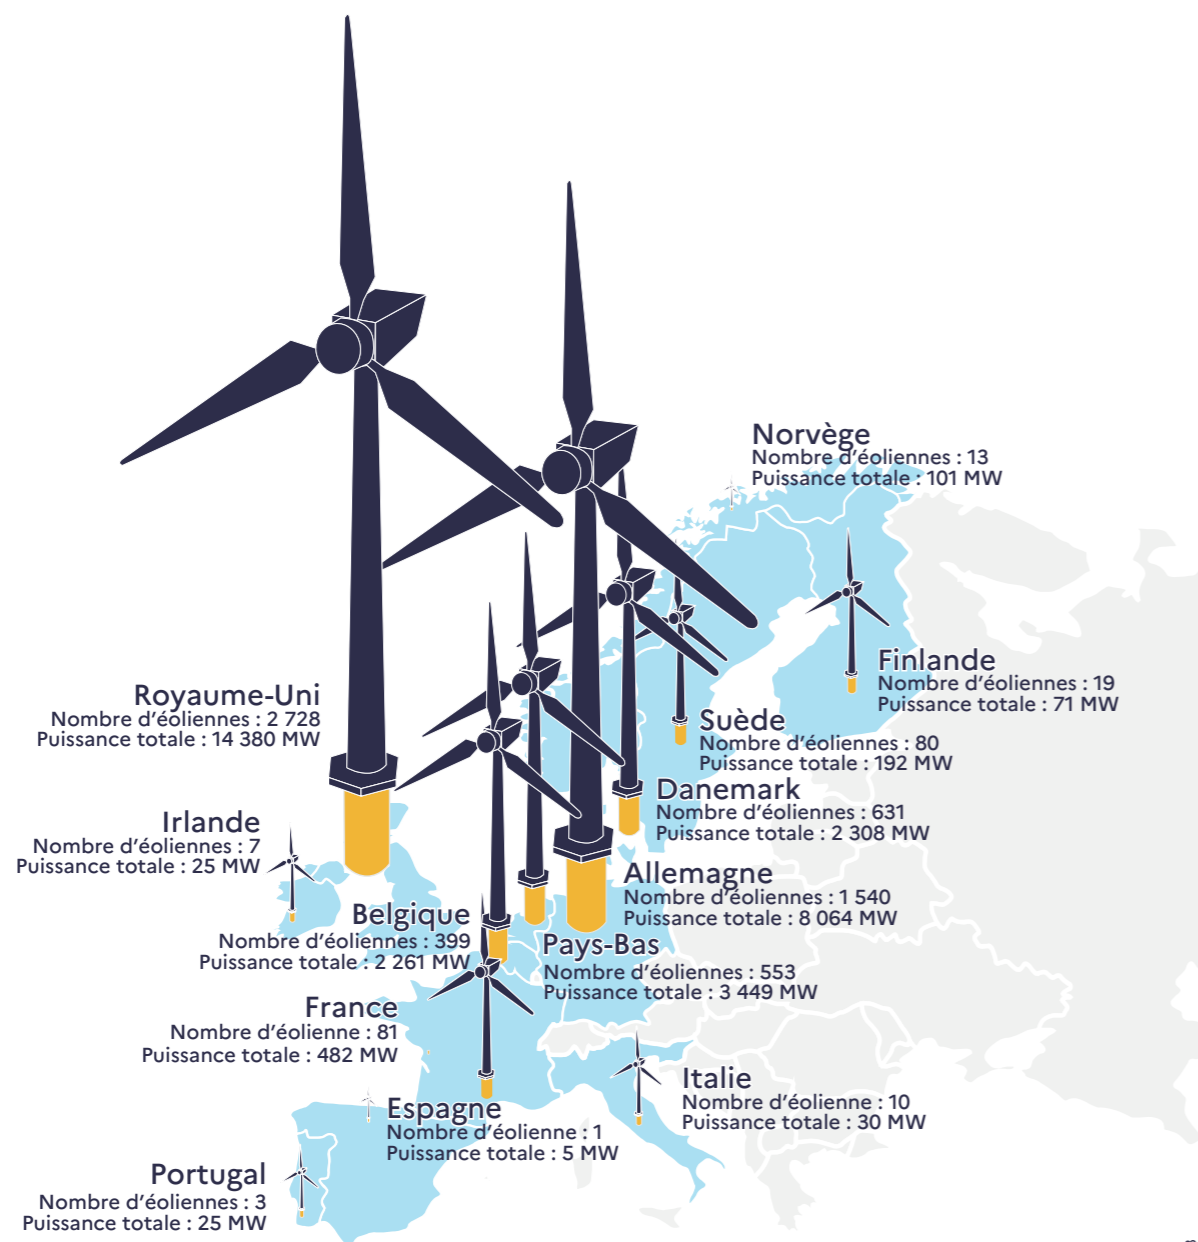 Norvège
Nombre d'éoliennes : 13
Puissance totale : 101 MW
Finlande
Nombre d'éoliennes : 19
Puissance totale : 71 MW
Royaume-Uni
Nombre d'éoliennes : 2 728
Puissance totale : 14 380 MW
Suède
Nombre d'éoliennes : 80
Puissance totale : 192 MW
Danemark
Nombre d'éoliennes : 631
Puissance totale : 2 308 MW
Irlande
Nombre d'éoliennes : 7
Puissance totale : 25 MW
Allemagne
Nombre d'éoliennes : 1 540
Puissance totale : 8 064 MW
Belgique
Nombre d'éoliennes : 399
Puissance totale : 2 261 MW
Pays-Bas
Nombre d'éoliennes : 553
Puissance totale : 3 449 MW
France
Nombre d'éolienne : 81
Puissance totale : 482 MW
Italie
Nombre d'éolienne : 10
Puissance totale : 30 MW
Espagne
Nombre d'éolienne : 1
Puissance totale : 5 MW
Portugal
Nombre d'éoliennes : 3
Puissance totale : 25 MW